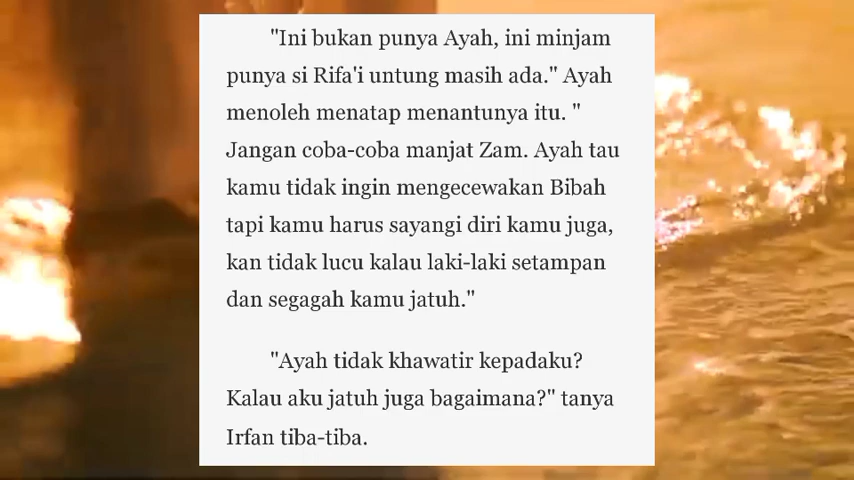 "Ini bukan punya Ayah, ini minjam
punya si Rifa'i untung masih ada." Ayah
menoleh menatap menantunya itu. "
Jangan coba-coba manjat Zam. Ayah tau
kamu tidak ingin mengecewakan Bibah
tapi kamu harus sayangi diri kamu juga,
kan tidak lucu kalau laki-laki setampan
dan segagah kamu jatuh."
"Ayah tidak khawatir kepadaku?
Kalau aku jatuh juga bagaimana?" tanya
Irfan tiba-tiba.